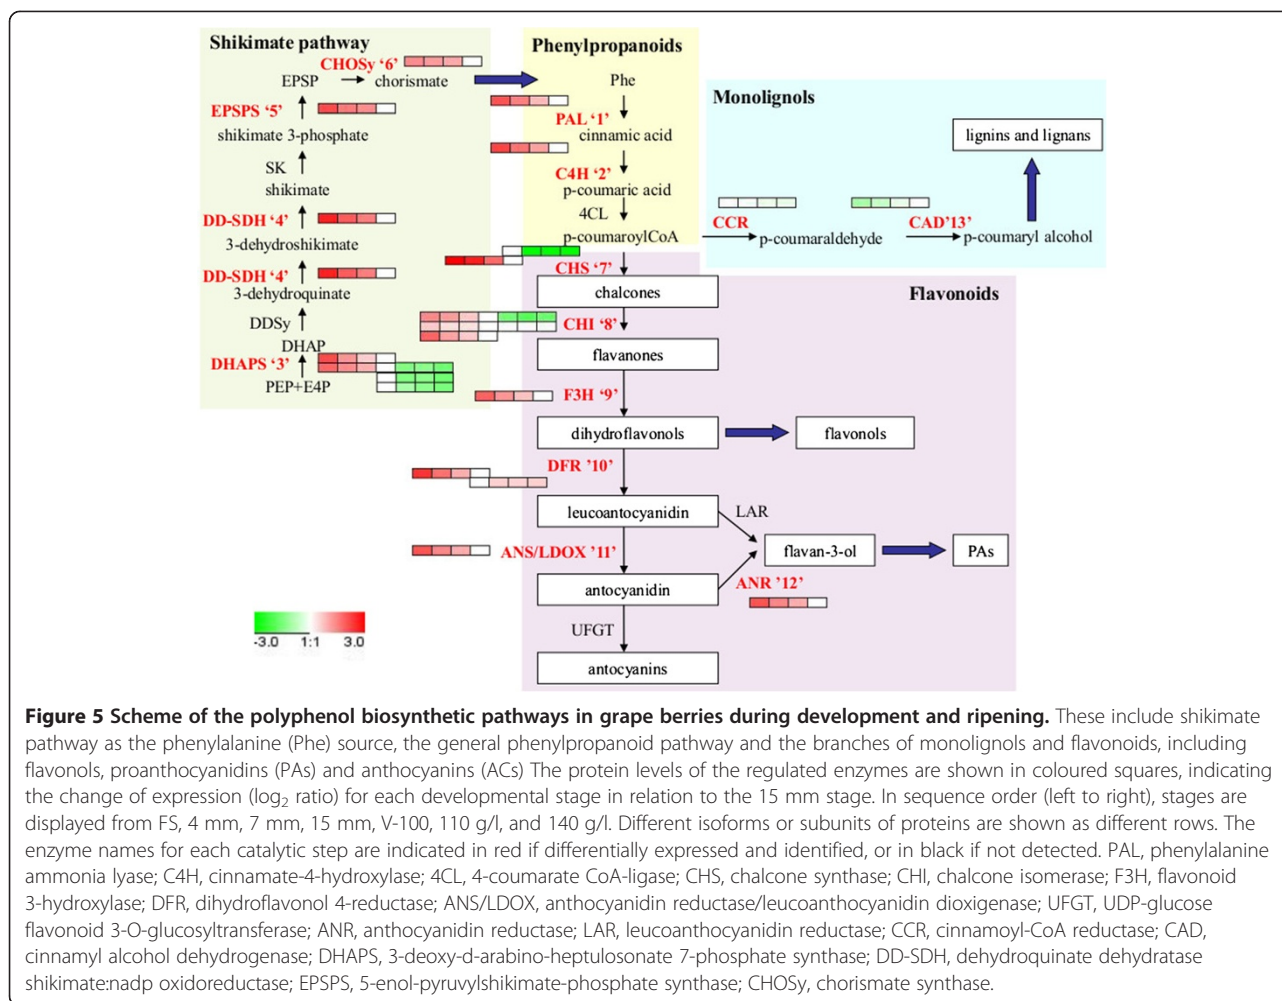 Shikimate pathway
CHOSy ‘6’
EPSP
chorismate
EPSPS ‘5’
shikimate 3-phosphate
SK
shikimate
DD-SDH ‘4’
3-dehydroshikimate
DD-SDH ‘4’
3-dehydroquinate
DDSy
DHAP
DHAPS ‘3’
PEP+E4P
Phenylpropanoids
Phe
PAL ‘1’
cinnamic acid
C4H ‘2’
p-coumaric acid
4CL
p-coumaroylCoA
Monolignols
lignins and lignans
CCR
p-coumaraldehyde
CAD’13’
p-coumaryl alcohol
Flavonoids
CHS ‘7’
chalcones
CHI ‘8’
flavanones
F3H ‘9’
dihydroflavonols
flavonols
DFR ’10’
leucoantocyanidin
LAR
ANS/LDOX ’11’
flavan-3-ol
PAs
antocyanidin
ANR ’12’
UFGT
antocyanins
-3.0 1:1 3.0
Figure 5 Scheme of the polyphenol biosynthetic pathways in grape berries during development and ripening. These include shikimate
pathway as the phenylalanine (Phe) source, the general phenylpropanoid pathway and the branches of monolignols and flavonoids, including
flavonols, proanthocyanidins (PAs) and anthocyanins (ACs) The protein levels of the regulated enzymes are shown in coloured squares, indicating
the change of expression (log₂ ratio) for each developmental stage in relation to the 15 mm stage. In sequence order (left to right), stages are
displayed from FS, 4 mm, 7 mm, 15 mm, V-100, 110 g/l, and 140 g/l. Different isoforms or subunits of proteins are shown as different rows. The
enzyme names for each catalytic step are indicated in red if differentially expressed and identified, or in black if not detected. PAL, phenylalanine
ammonia lyase; C4H, cinnamate-4-hydroxylase; 4CL, 4-coumarate CoA-ligase; CHS, chalcone synthase; CHI, chalcone isomerase; F3H, flavonoid
3-hydroxylase; DFR, dihydroflavonol 4-reductase; ANS/LDOX, anthocyanidin reductase/leucoanthocyanidin dioxigenase; UFGT, UDP-glucose
flavonoid 3-O-glucosyltransferase; ANR, anthocyanidin reductase; LAR, leucoanthocyanidin reductase; CCR, cinnamoyl-CoA reductase; CAD,
cinnamyl alcohol dehydrogenase; DHAPS, 3-deoxy-d-arabino-heptulosonate 7-phosphate synthase; DD-SDH, dehydroquinate dehydratase
shikimate:nadp oxidoreductase; EPSPS, 5-enol-pyruvylshikimate-phosphate synthase; CHOSy, chorismate synthase.